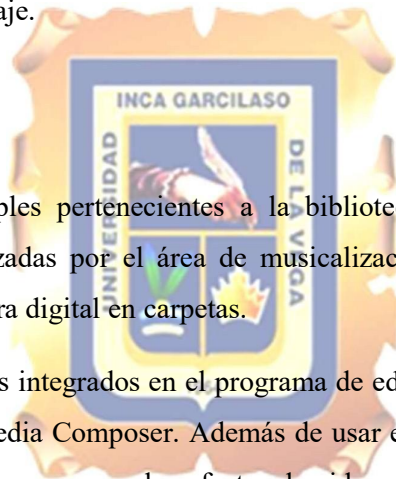 aje.
INCA GARCILASO
UNIVERSIDAD
DE LA VEGA
ples pertenecientes a la bibliote
zadas por el área de musicalizac
ra digital en carpetas.
s integrados en el programa de ed
edia Composer. Además de usar e